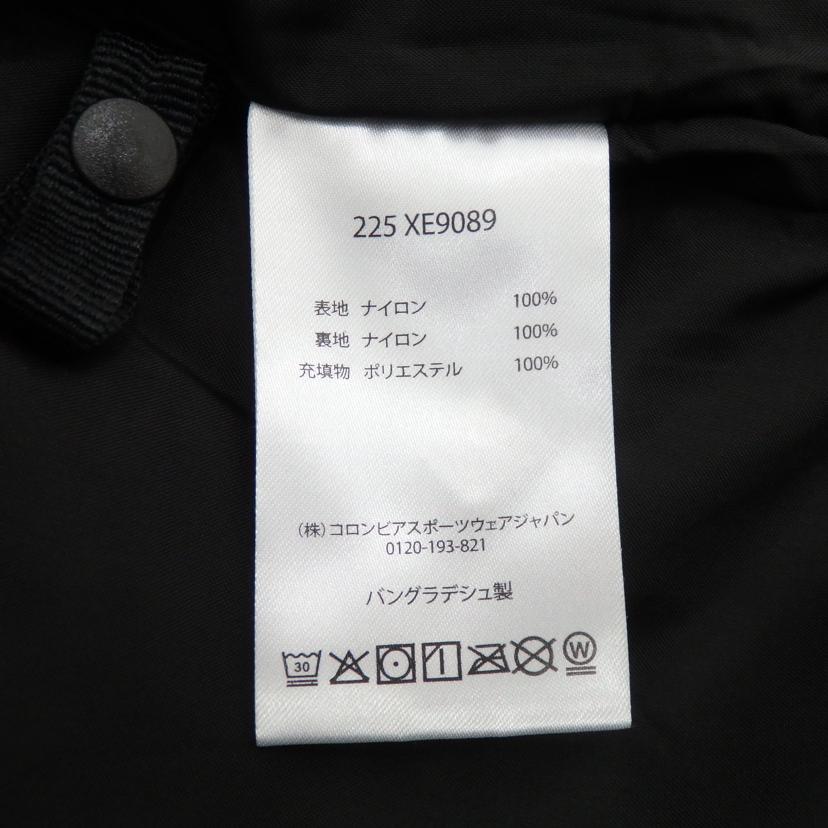 225 XE9089
表地 ナイロン 100%
裏地 ナイロン 100%
充填物 ポリエステル 100%
(株)コロンビアスポーツウェアジャパン
0120-193-821
バングラデシュ製
30 W